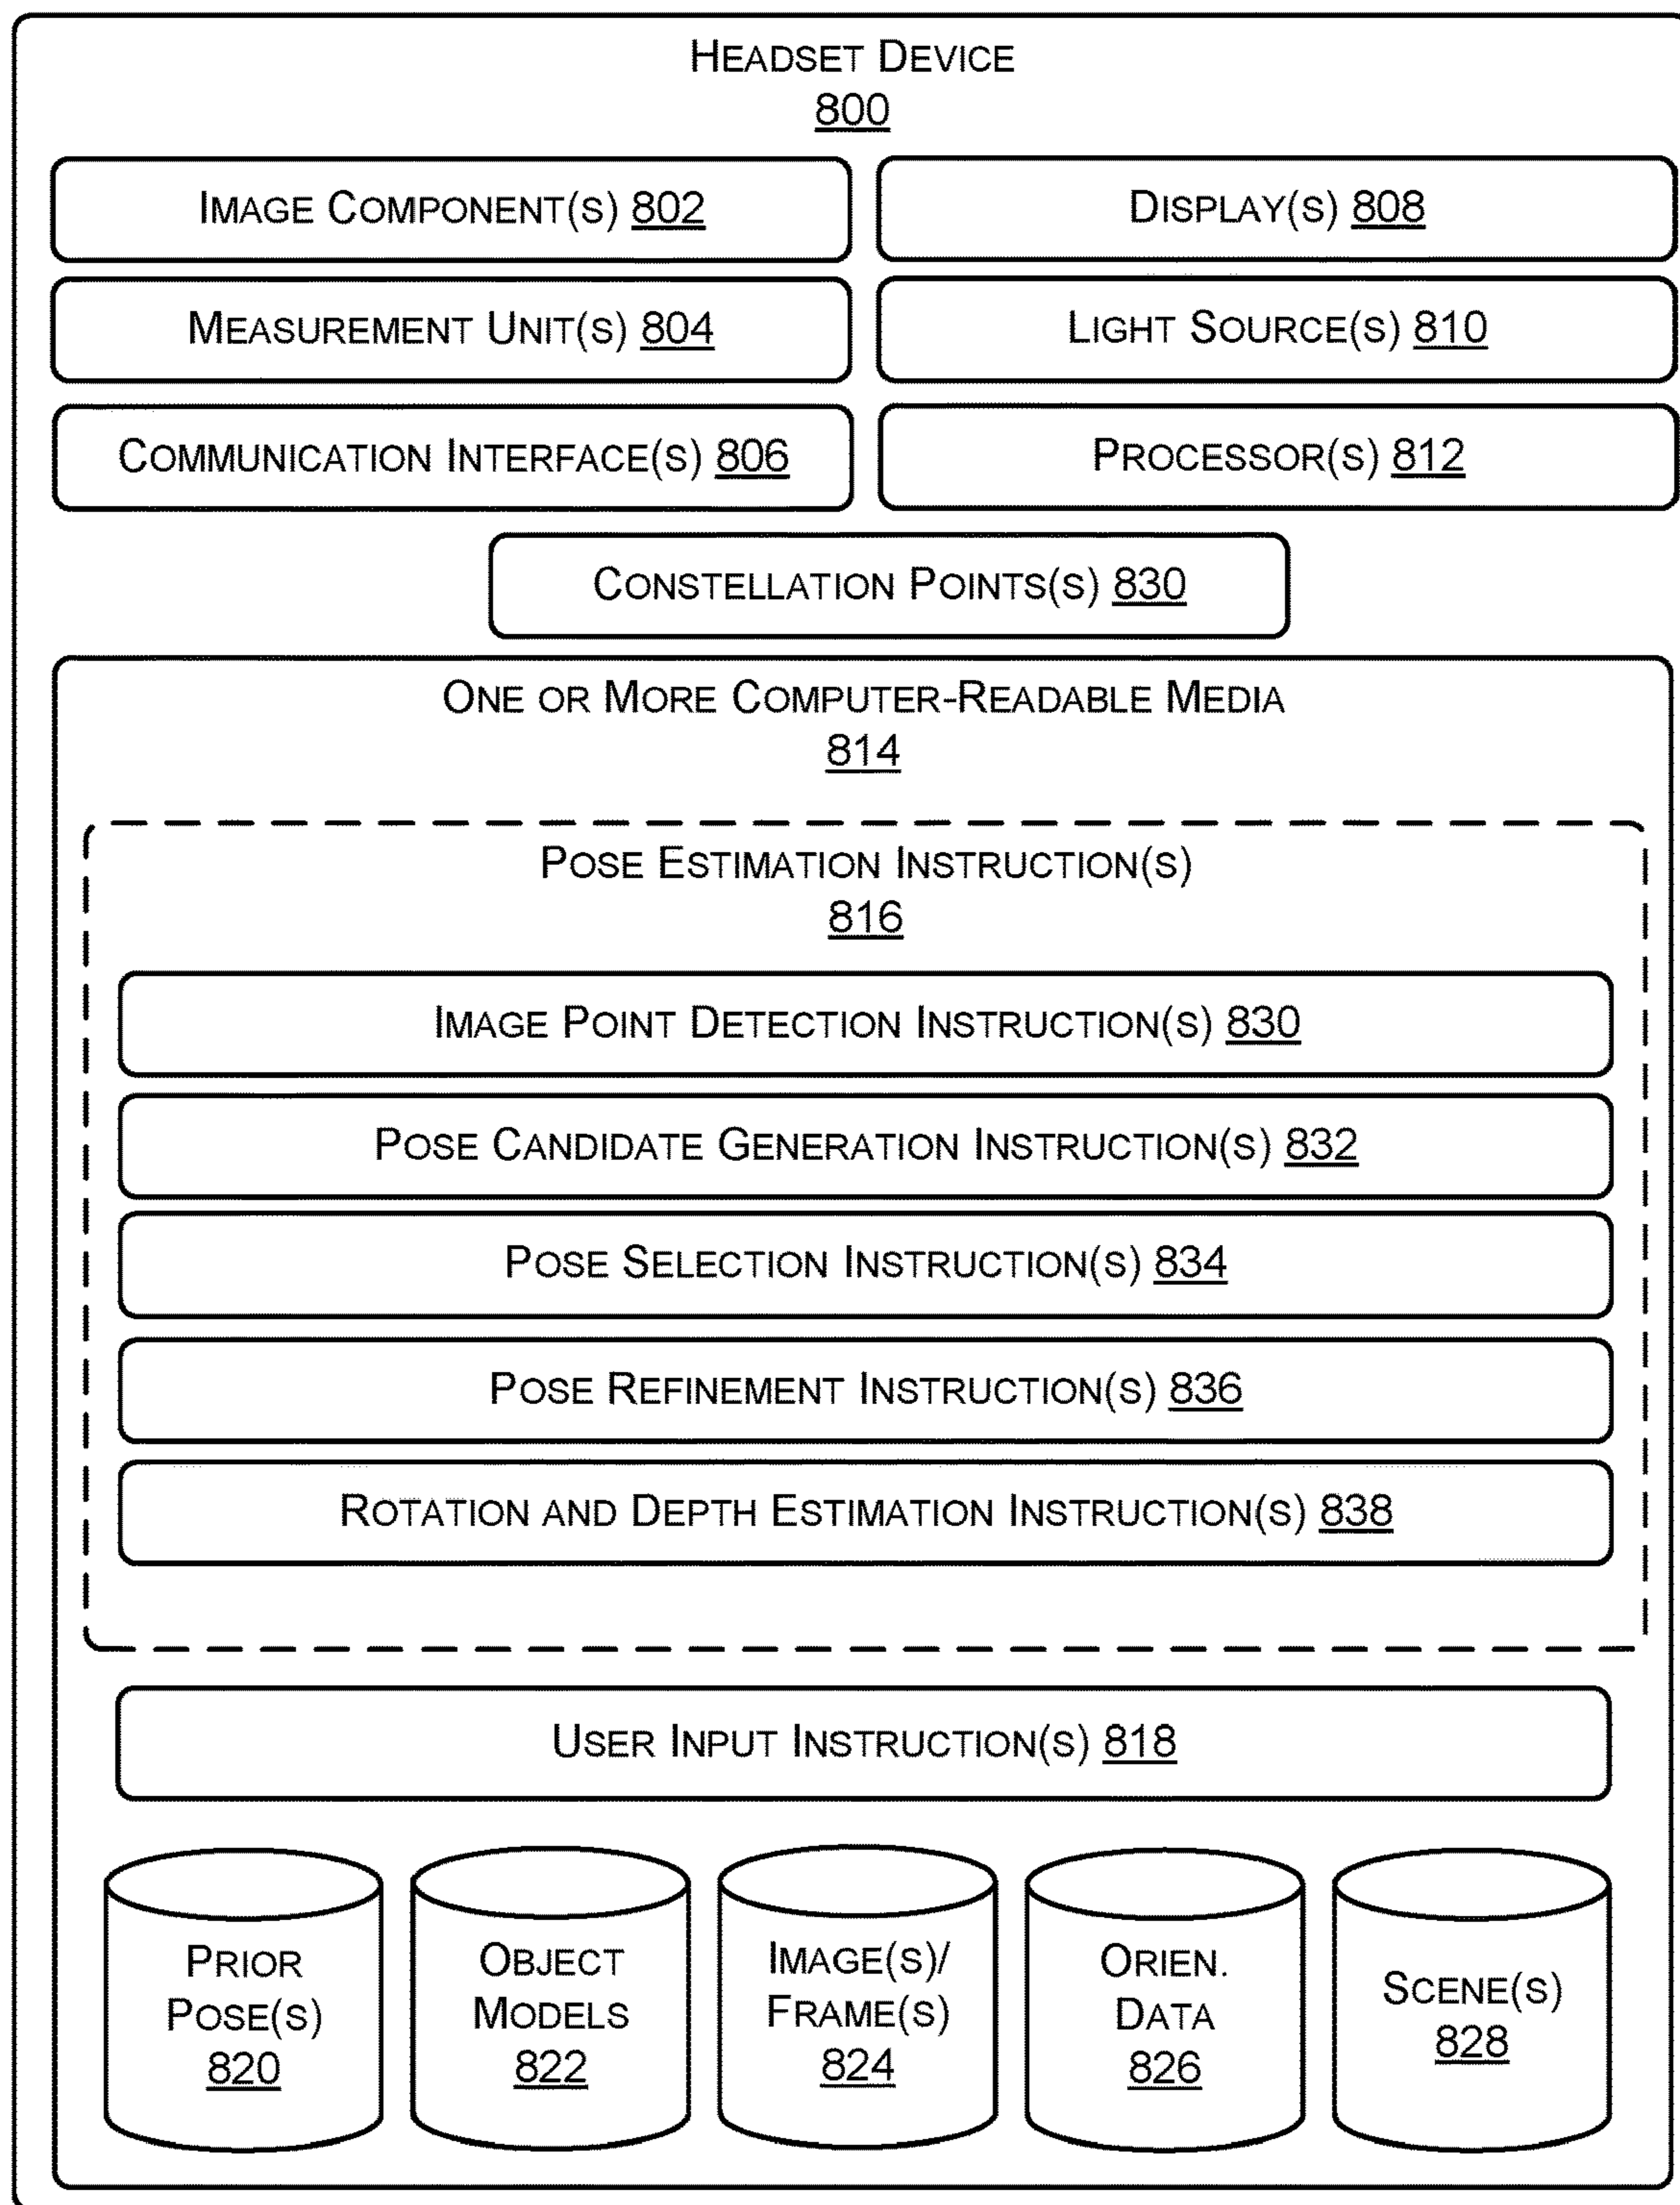 HEADSET DEVICE
800
IMAGE COMPONENT(S) 802
DISPLAY(S) 808
MEASUREMENT UNIT(S) 804
LIGHT SOURCE(S) 810
COMMUNICATION INTERFACE(S) 806
PROCESSOR(S) 812
CONSTELLATION POINTS(S) 830
ONE OR MORE COMPUTER-READABLE MEDIA
814
POSE ESTIMATION INSTRUCTION(S)
816
IMAGE POINT DETECTION INSTRUCTION(S) 830
POSE CANDIDATE GENERATION INSTRUCTION(S) 832
POSE SELECTION INSTRUCTION(S) 834
POSE REFINEMENT INSTRUCTION(S) 836
ROTATION AND DEPTH ESTIMATION INSTRUCTION(S) 838
USER INPUT INSTRUCTION(S) 818
PRIOR
POSE(S)
820
OBJECT
MODELS
822
IMAGE(S)/
FRAME(S)
824
ORIEN.
DATA
826
SCENE(S)
828